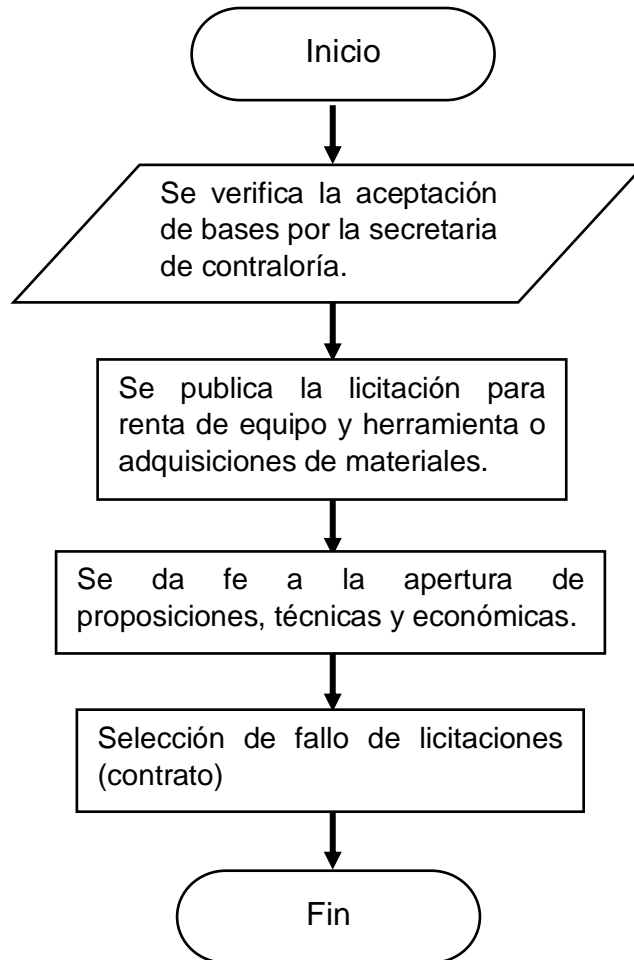 Inicio
Se verifica la aceptación
de bases por la secretaria
de contraloría.
Se publica la licitación para
renta de equipo y herramienta o
adquisiciones de materiales.
Se da fe a la apertura de
proposiciones, técnicas y económicas.
Selección de fallo de licitaciones
(contrato)
Fin